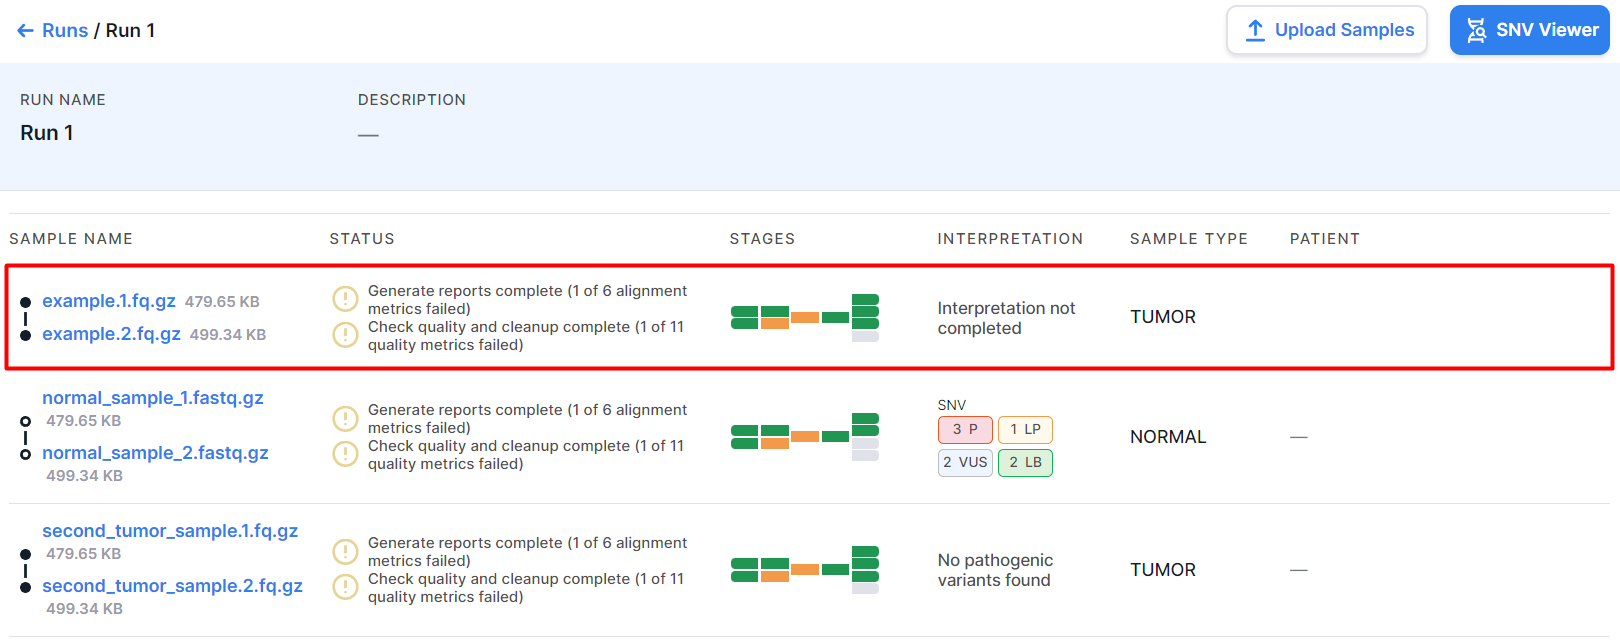 Runs / Run 1
Upload Samples
SNV Viewer
RUN NAME
DESCRIPTION
Run 1
—
SAMPLE NAME
STATUS
STAGES
INTERPRETATION
SAMPLE TYPE
PATIENT
example.1.fq.gz 479.65 KB
example.2.fq.gz 499.34 KB
Generate reports complete (1 of 6 alignment
metrics failed)
Check quality and cleanup complete (1 of 11
quality metrics failed)
Interpretation not
completed
TUMOR
normal_sample_1.fastq.gz
479.65 KB
normal_sample_2.fastq.gz
499.34 KB
Generate reports complete (1 of 6 alignment
metrics failed)
Check quality and cleanup complete (1 of 11
quality metrics failed)
SNV
3 P
1 LP
2 VUS
2 LB
NORMAL
—
second_tumor_sample.1.fq.gz
479.65 KB
second_tumor_sample.2.fq.gz
499.34 KB
Generate reports complete (1 of 6 alignment
metrics failed)
Check quality and cleanup complete (1 of 11
quality metrics failed)
No pathogenic
variants found
TUMOR
—